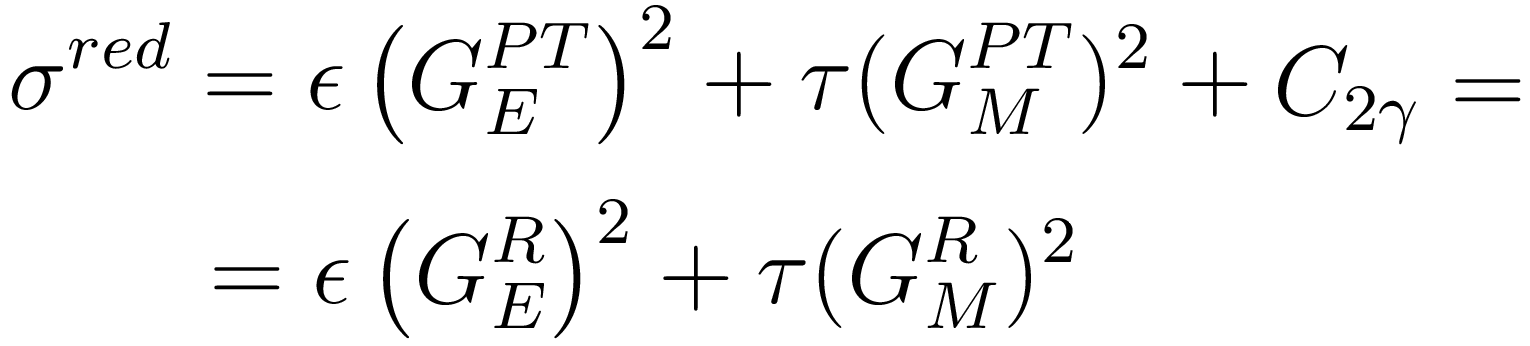 σ^{red} = ϵ (G_E^{PT})^2 + τ(G_M^{PT})^2 + C_{2γ} =
= ϵ (G_E^R)^2 + τ(G_M^R)^2